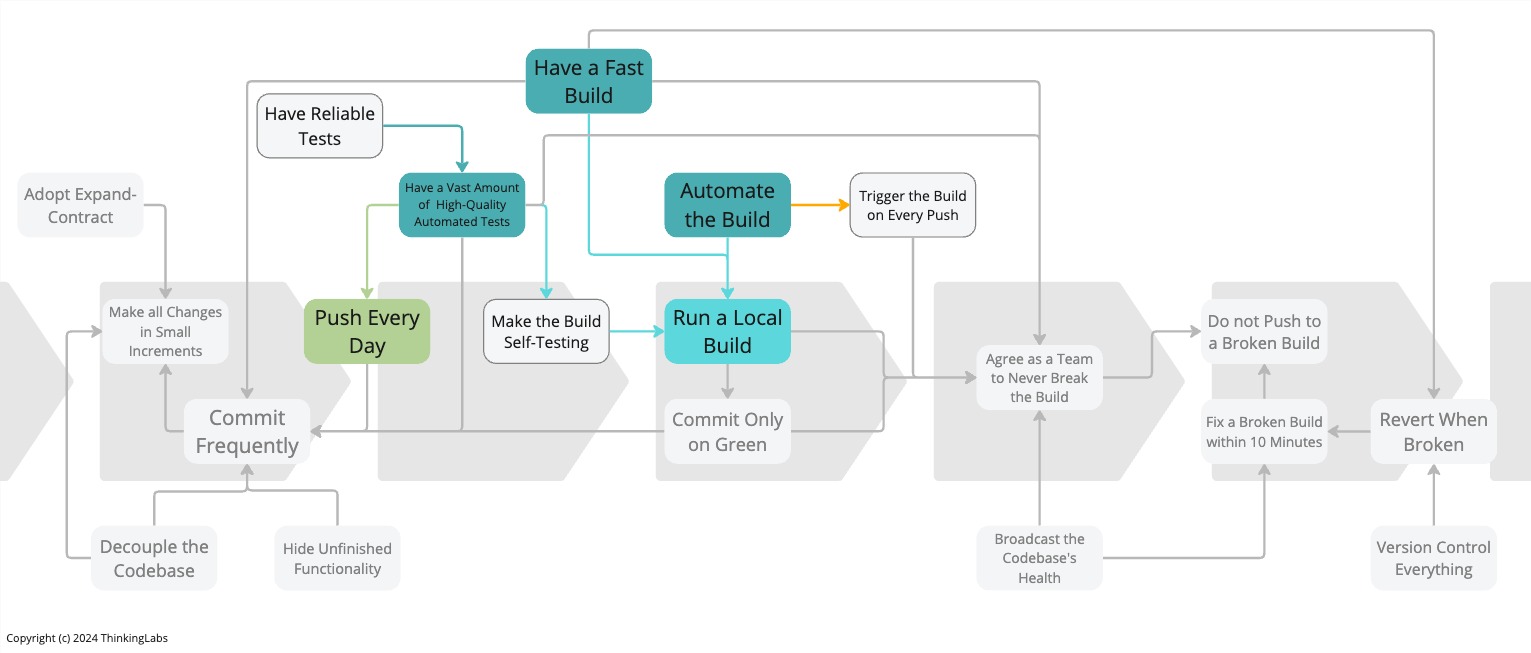 Have a Fast
Build
Have Reliable
Tests
Adopt Expand-
Contract
Have a Vast Amount
of High-Quality
Automated Tests
Automate
the Build
Trigger the Build
on Every Push
Make all Changes
in Small
Increments
Push Every
Day
Make the Build
Self-Testing
Run a Local
Build
Agree as a Team
to Never Break
the Build
Do not Push to
a Broken Build
Commit
Frequently
Commit Only
on Green
Fix a Broken Build
within 10 Minutes
Revert When
Broken
Decouple the
Codebase
Hide Unfinished
Functionality
Broadcast the
Codebase's
Health
Version Control
Everything
Copyright (c) 2024 ThinkingLabs